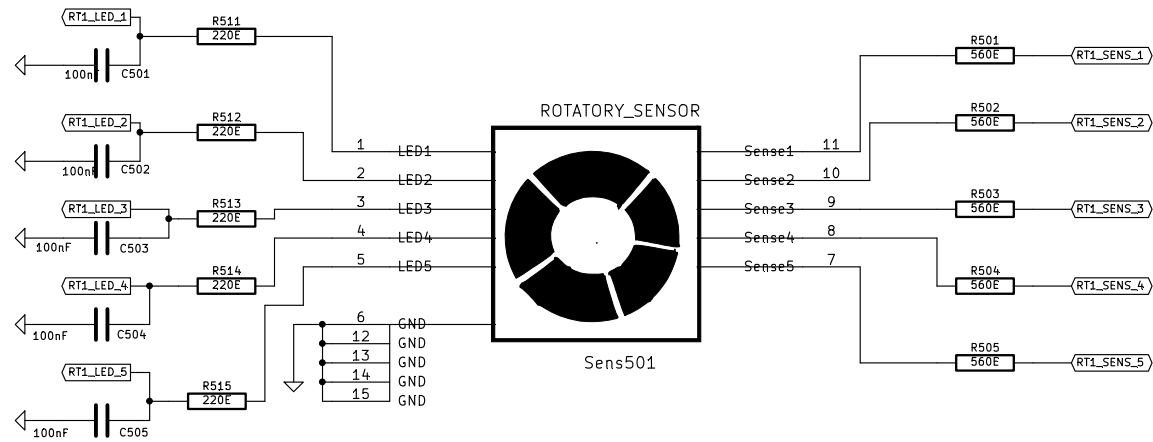 RT1_LED_1
R511
220E
100nF
C501
RT1_LED_2
R512
220E
100nF
C502
RT1_LED_3
R513
220E
100nF
C503
RT1_LED_4
R514
220E
100nF
C504
RT1_LED_5
R515
220E
100nF
C505
1 LED1
2 LED2
3 LED3
4 LED4
5 LED5
6 GND
12 GND
13 GND
14 GND
15 GND
ROTATORY_SENSOR
Sens501
Sense1 11
Sense2 10
Sense3 9
Sense4 8
Sense5 7
R501
560E
RT1_SENS_1
R502
560E
RT1_SENS_2
R503
560E
RT1_SENS_3
R504
560E
RT1_SENS_4
R505
560E
RT1_SENS_5